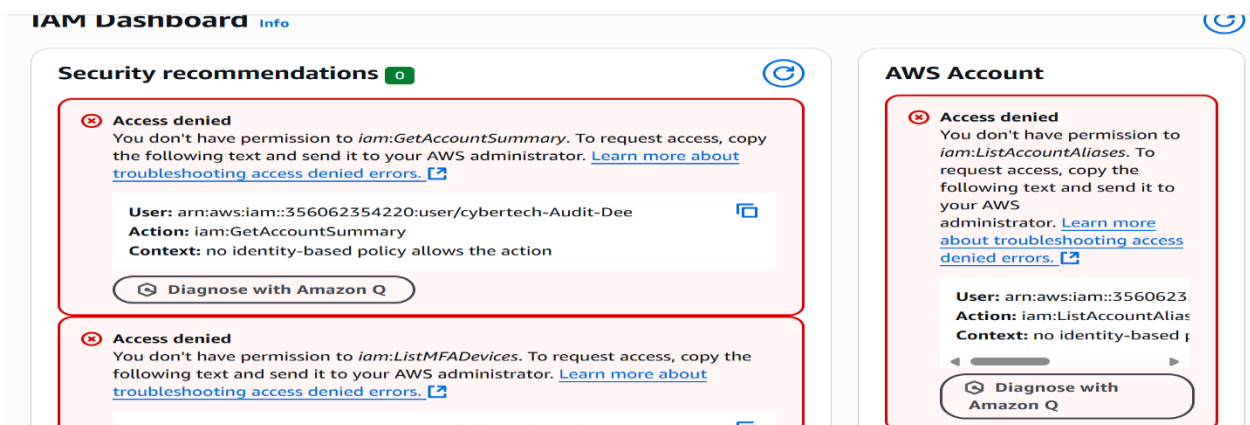 IAM Dashboard Info
Security recommendations 0
Access denied
You don't have permission to iam:GetAccountSummary. To request access, copy
the following text and send it to your AWS administrator. Learn more about
troubleshooting access denied errors.
User: arn:aws:iam::356062354220:user/cybertech-Audit-Dee
Action: iam:GetAccountSummary
Context: no identity-based policy allows the action
Diagnose with Amazon Q
Access denied
You don't have permission to iam:ListMFADevices. To request access, copy the
following text and send it to your AWS administrator. Learn more about
troubleshooting access denied errors.
AWS Account
Access denied
You don't have permission to
iam:ListAccountAliases. To
request access, copy the
following text and send it to
your AWS
administrator. Learn more
about troubleshooting access
denied errors.
User: arn:aws:iam::3560623
Action: iam:ListAccountAlias
Context: no identity-based p
Diagnose with
Amazon Q